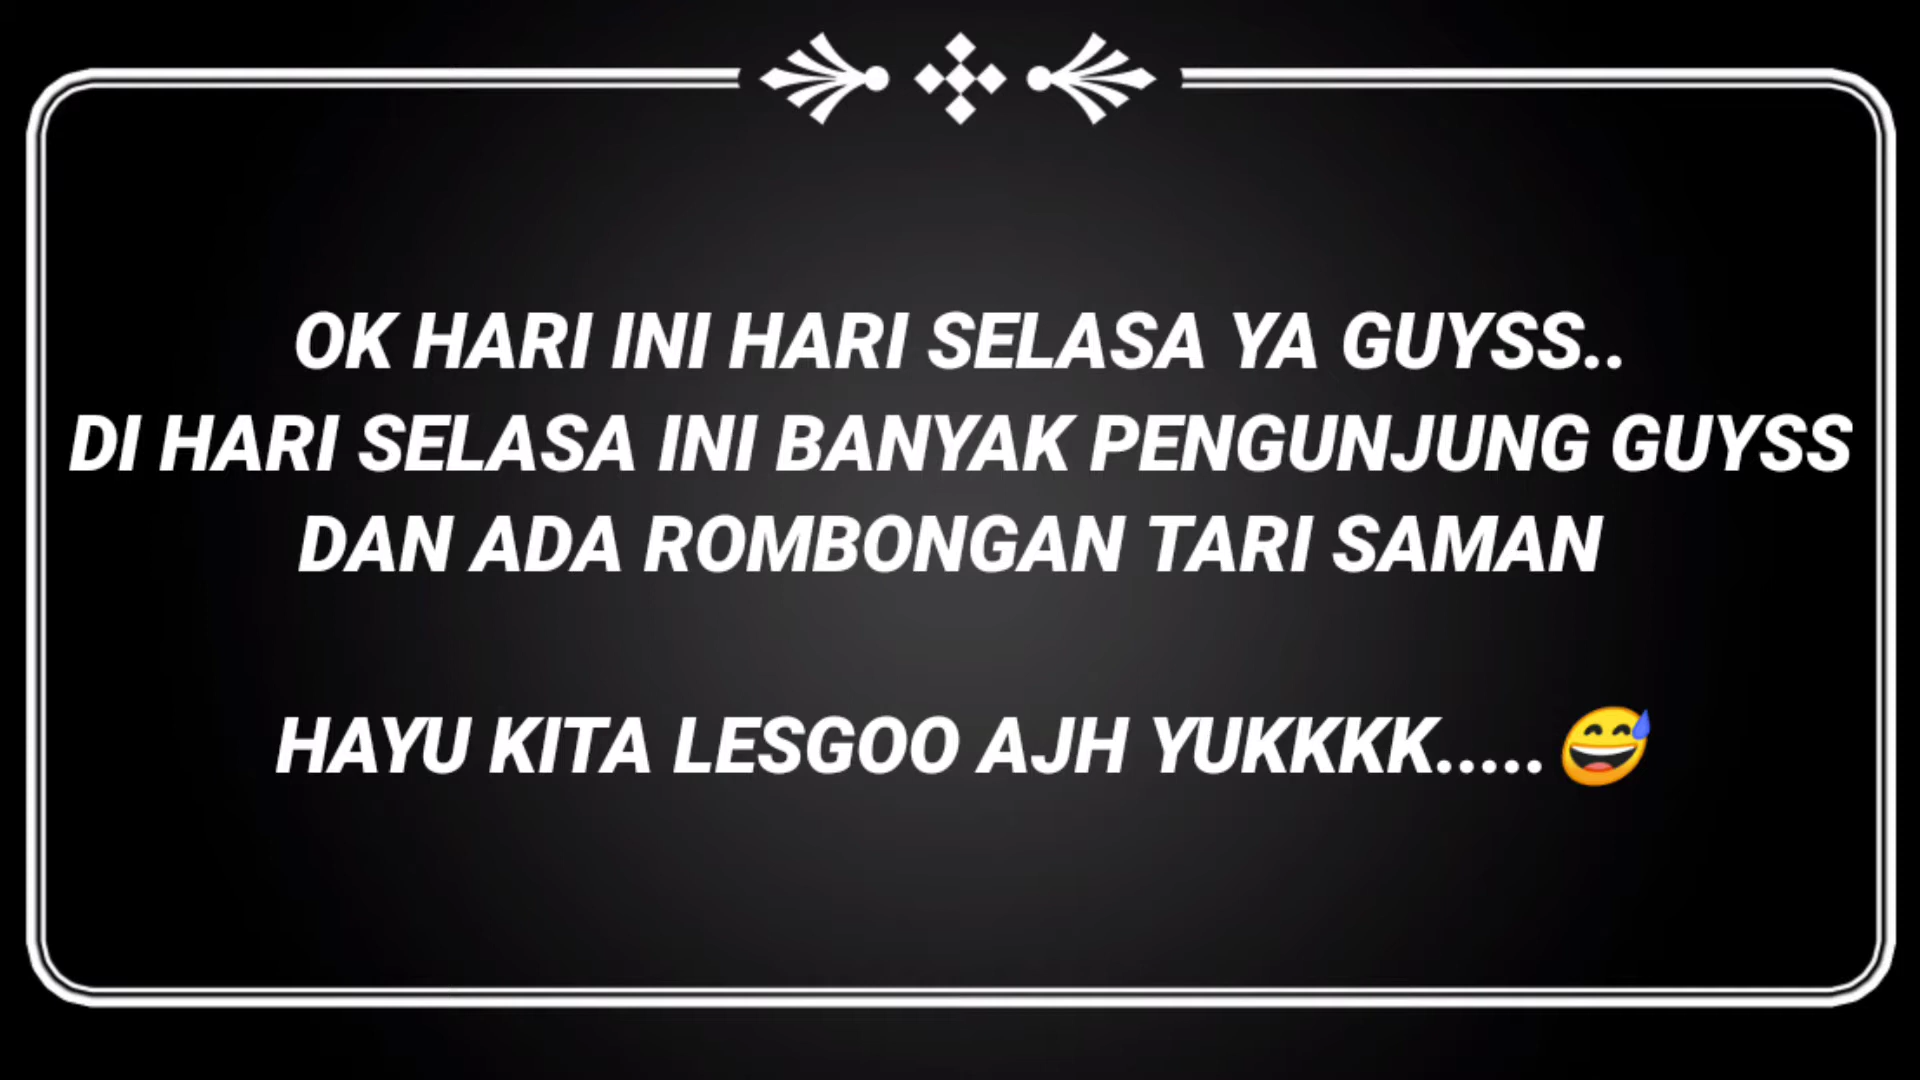 OK HARI INI HARI SELASA YA GUYSS..
DI HARI SELASA INI BANYAK PENGUNJUNG GUYSS
DAN ADA ROMBONGAN TARI SAMAN
HAYU KITA LESGOO AJH YUKKKK.....😅